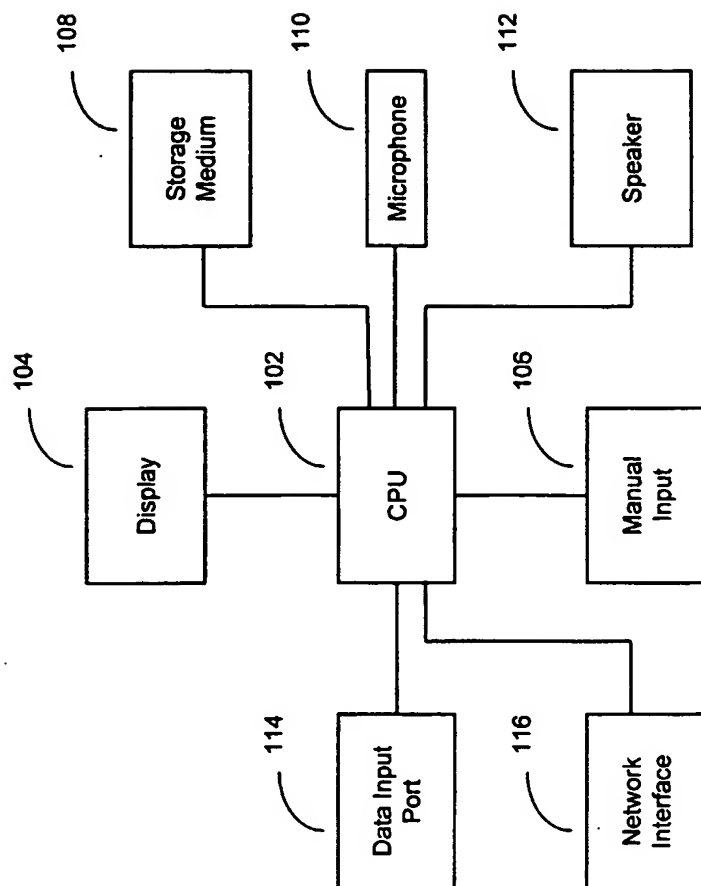 Network
Interface
116
Data Input
Port
114
Manual
Input
106
CPU
102
Display
104
Speaker
112
Microphone
110
Storage
Medium
108